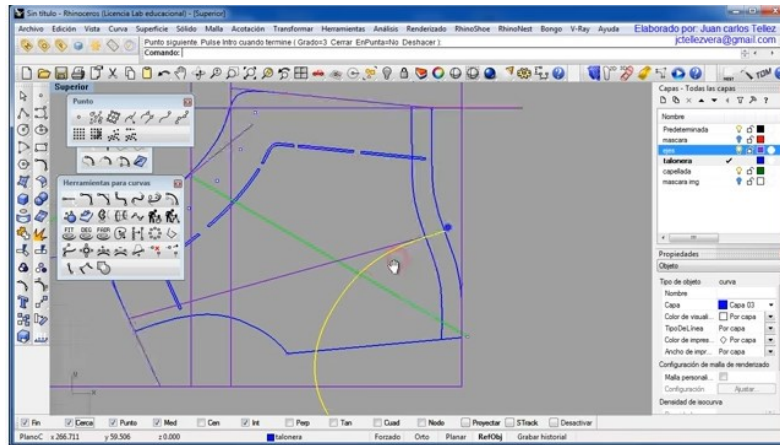 Sin título - Rhinoceros (Licencia Lab educacional) - [Superior]
Archivo Edición Vista Curva Superficie Sólido Malla Acotación Transformar Herramientas Análisis Renderizado RhinoShoe RhinoNest Bongo V-Ray Ayuda
Elaborado por: Juan carlos Tellez
jctellezvera@gmail.com
Punto siguiente. Pulse Intro cuando termine ( Grado=3 Cerrar EnPunta=No Deshacer ):
Comando:
Superior
Punto
Herramientas para curvas
Capas - Todas las capas
Nombre
Predeterminada
mascara
ejes
talonera
capellada
mascara img
Propiedades
Objeto
Tipo de objeto curva
Nombre
Capa Capa 03
Color de visuali... Por capa
TipoDeLínea Por capa
Color de impres... Por capa
Ancho de impr... Por capa
Configuración de malla de renderizado
Malla personali...
Configuración Ajustar...
Densidad de isocurva
Fin Cerca Punto Med Cen Int Perp Tan Cuad Nodo Proyectar STrack Desactivar
PlanoC x 266.711 y 59.506 z 0.000 talonera Forzado Orto Planar RefObj Grabar historial